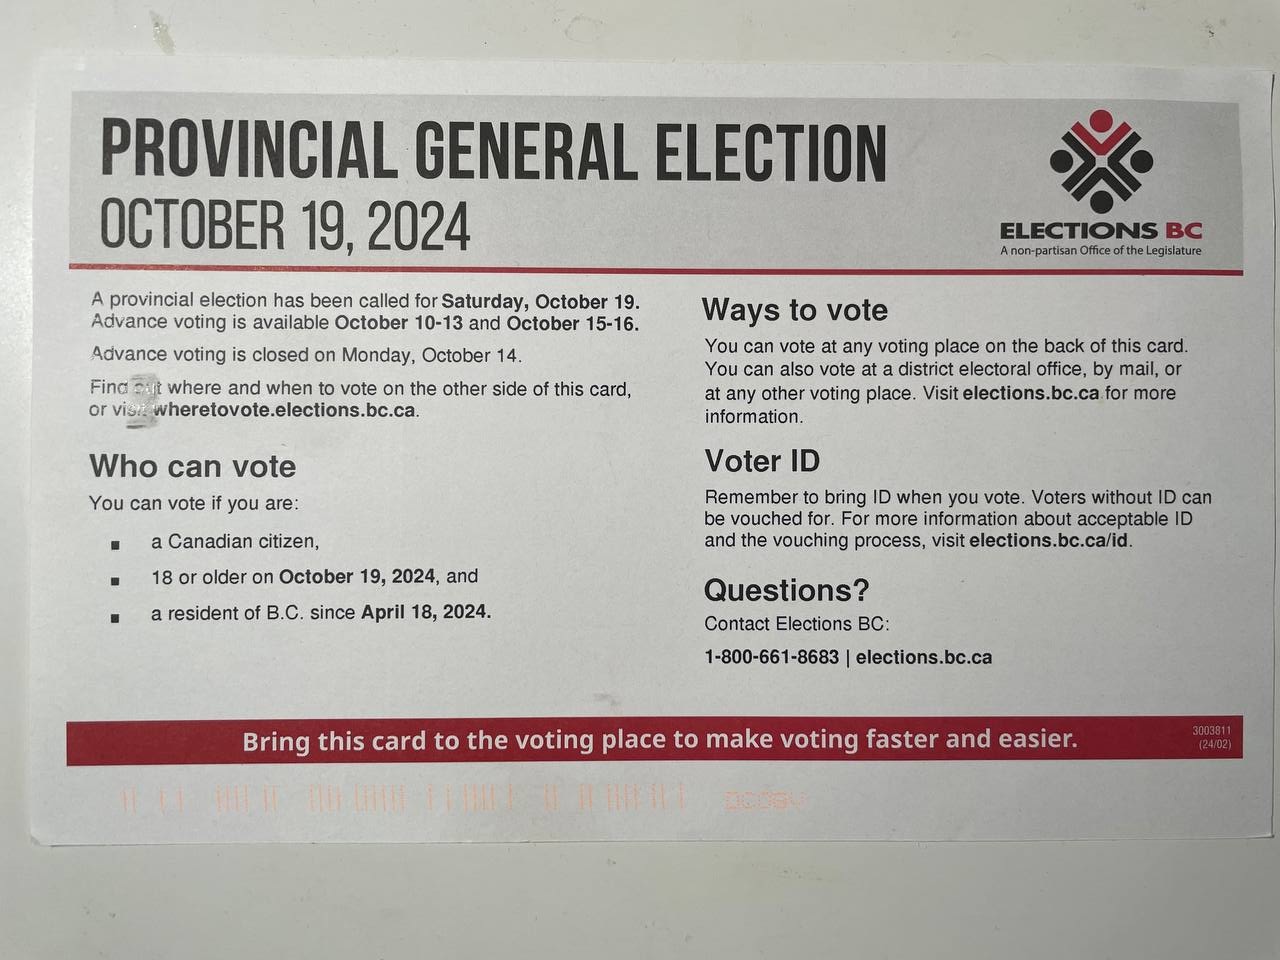 PROVINCIAL GENERAL ELECTION
OCTOBER 19, 2024
ELECTIONS BC
A non-partisan Office of the Legislature
A provincial election has been called for Saturday, October 19.
Advance voting is available October 10-13 and October 15-16.
Advance voting is closed on Monday, October 14.
Find out where and when to vote on the other side of this card,
or visit wheretovote.elections.bc.ca.
Who can vote
You can vote if you are:
▪ a Canadian citizen,
▪ 18 or older on October 19, 2024, and
▪ a resident of B.C. since April 18, 2024.
Ways to vote
You can vote at any voting place on the back of this card.
You can also vote at a district electoral office, by mail, or
at any other voting place. Visit elections.bc.ca for more
information.
Voter ID
Remember to bring ID when you vote. Voters without ID can
be vouched for. For more information about acceptable ID
and the vouching process, visit elections.bc.ca/id.
Questions?
Contact Elections BC:
1-800-661-8683 | elections.bc.ca
Bring this card to the voting place to make voting faster and easier.
3003811
(24/02)